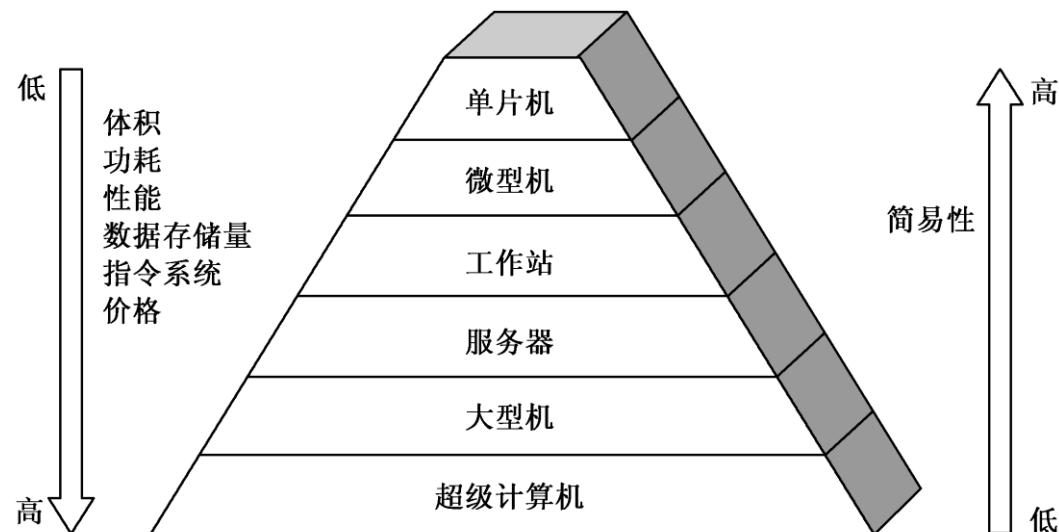 低
体积
功耗
性能
数据存储量
指令系统
价格
高
单片机
微型机
工作站
服务器
大型机
超级计算机
高
简易性
低